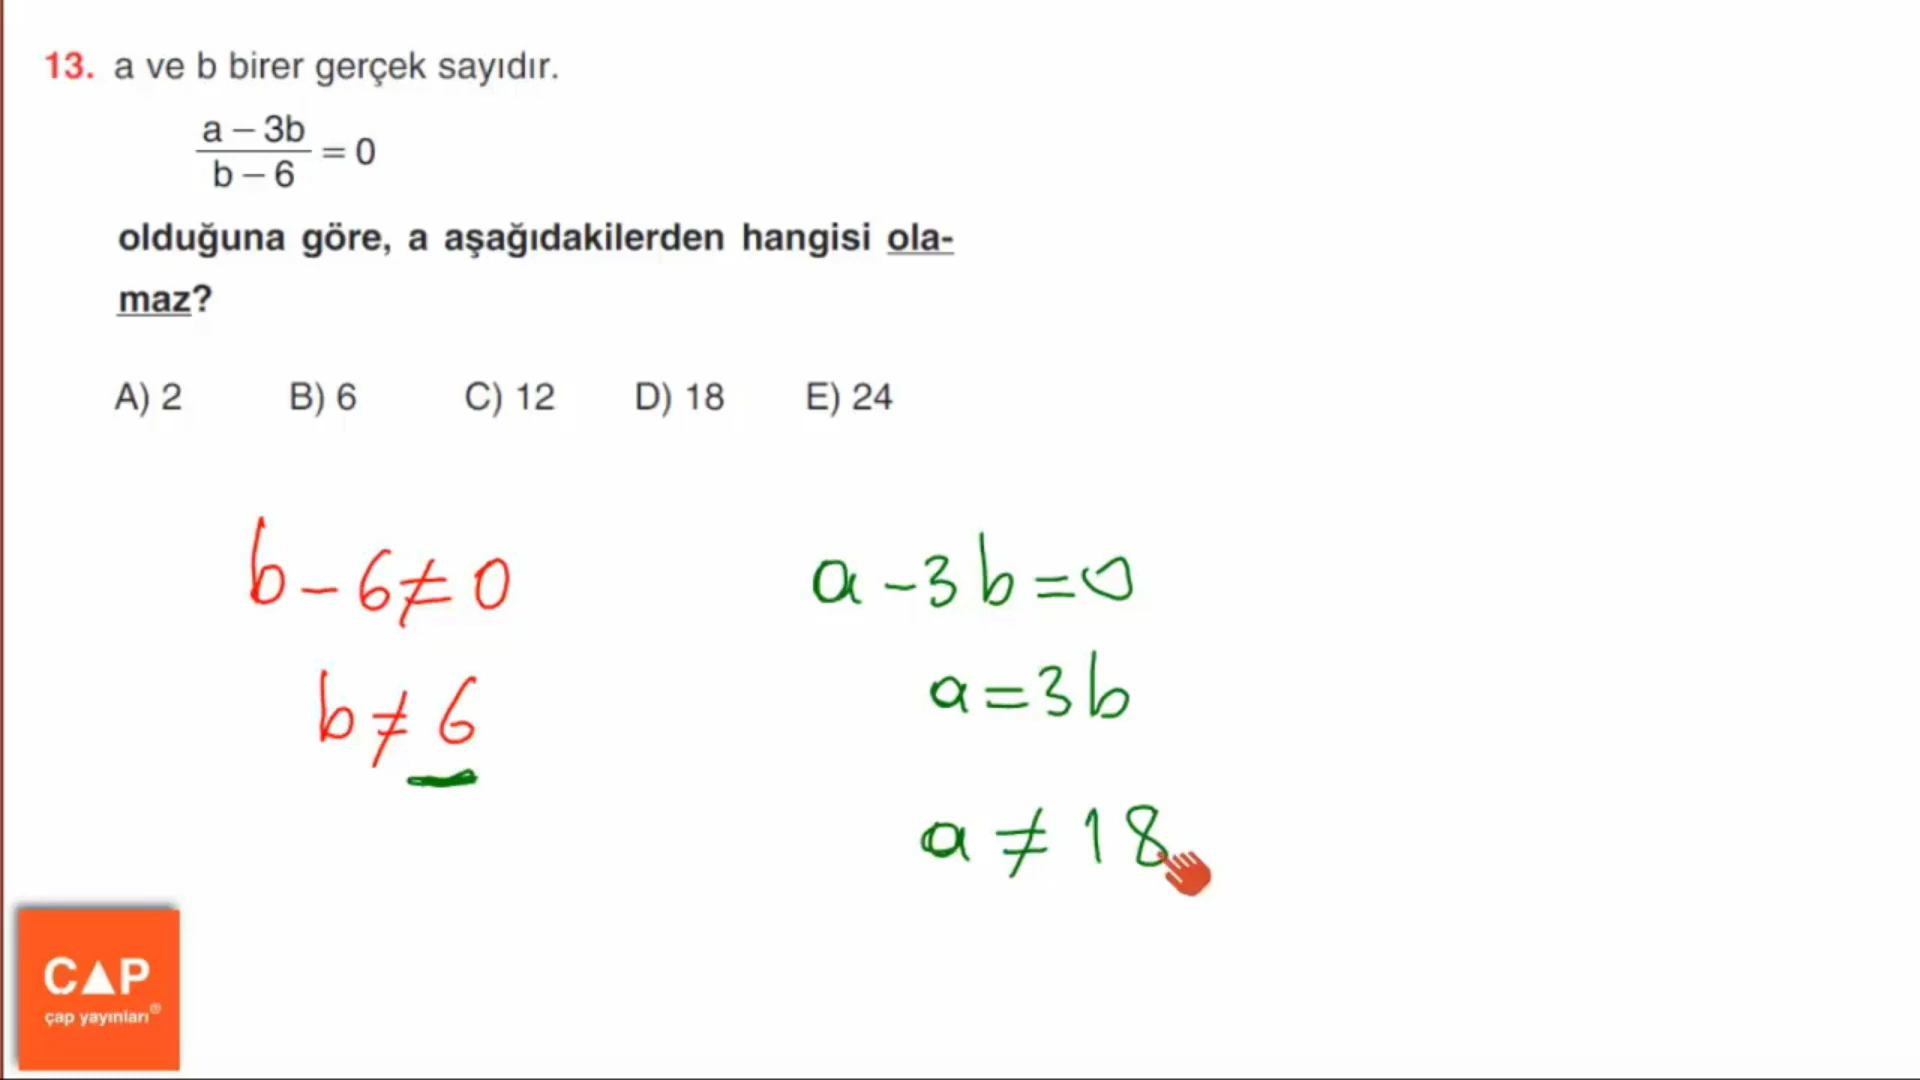 13. a ve b birer gerçek sayıdır.
a – 3b
b – 6
= 0
olduğuna göre, a aşağıdakilerden hangisi ola-
maz?
A) 2 B) 6 C) 12 D) 18 E) 24
b – 6 ≠ 0
b ≠ 6
a – 3b = 0
a = 3b
a ≠ 18
ÇAP
çap yayınları®